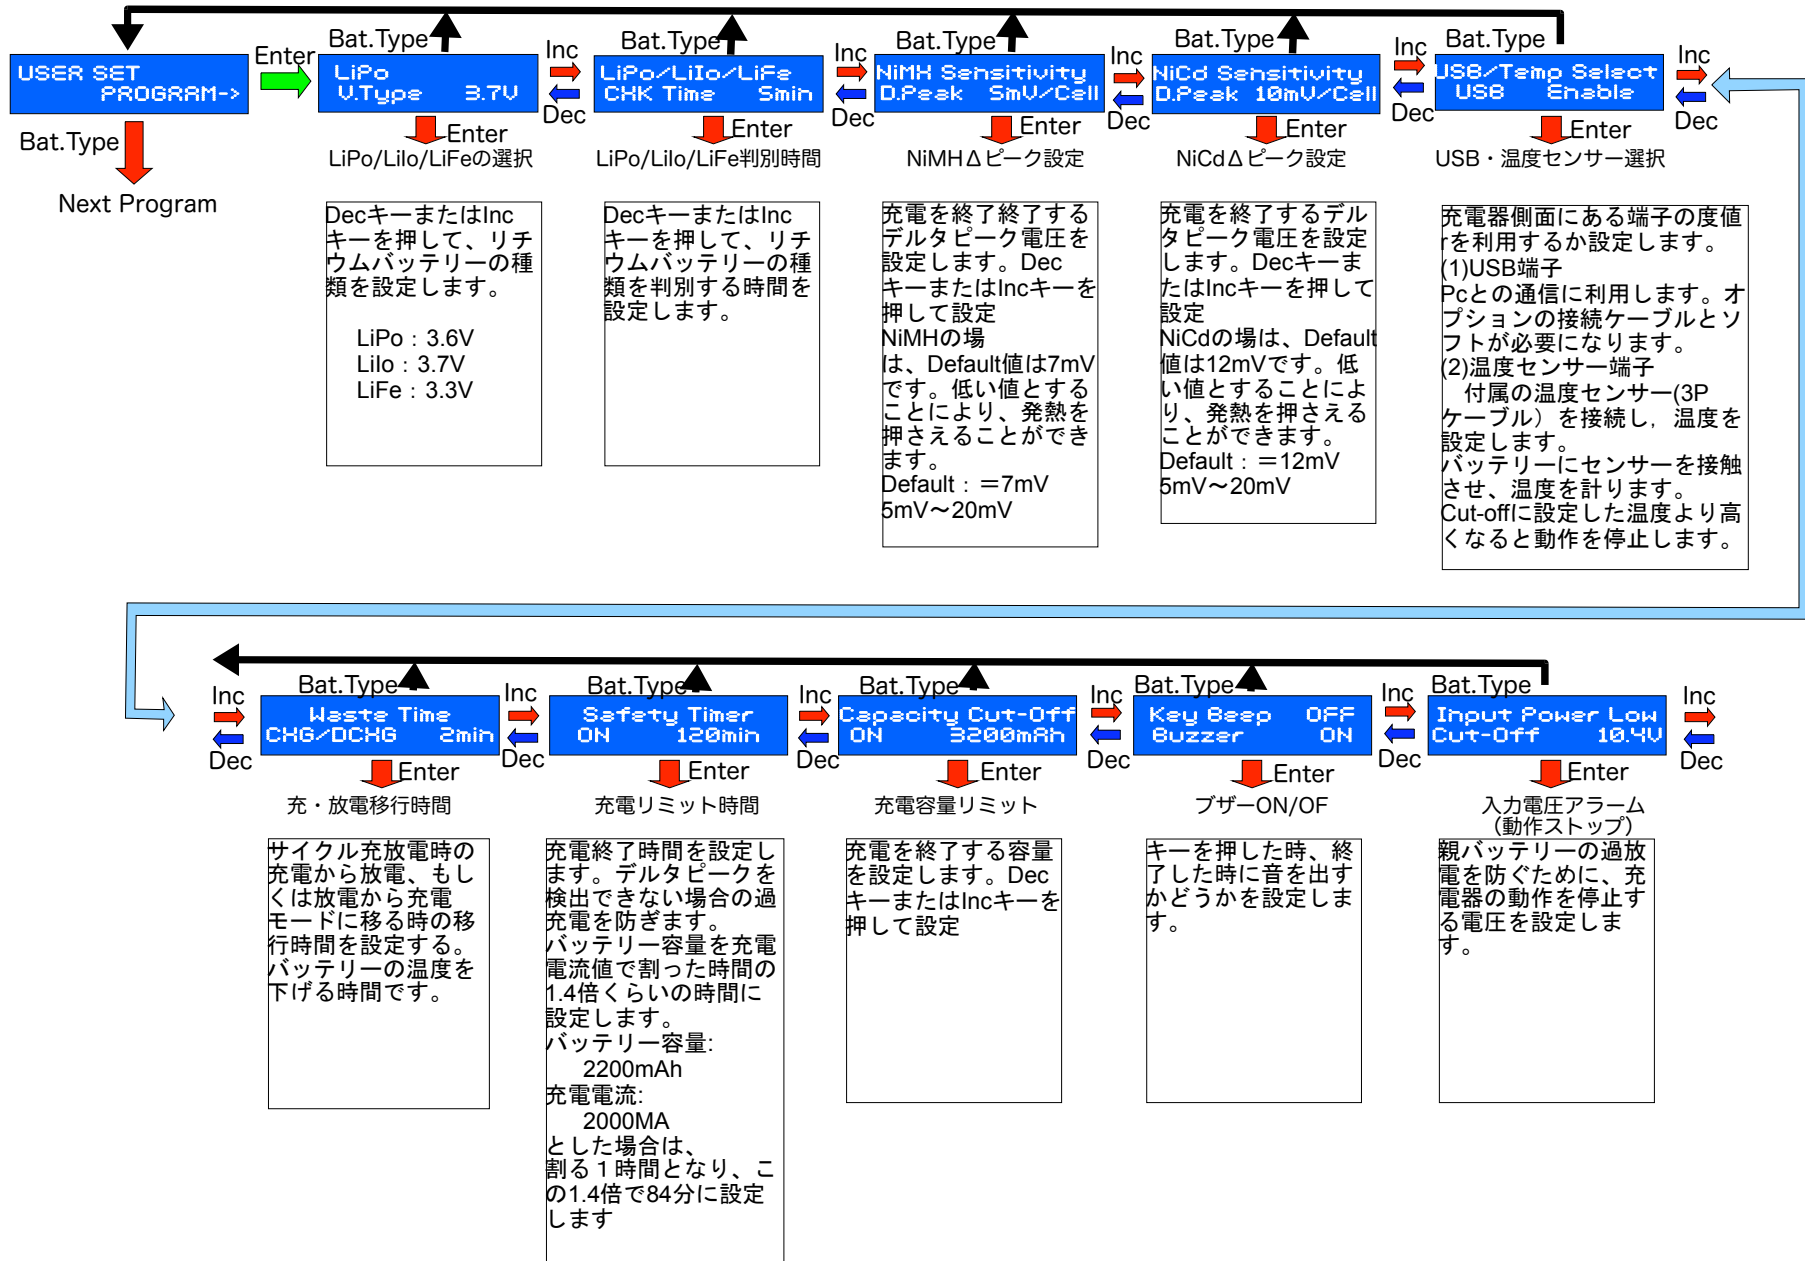 USER SET
PROGRAM->
Enter
Bat.Type
Next Program
Bat.Type
LiPo
V.Type 3.7V
Enter
LiPo/LiIo/LiFeの選択
DecキーまたはInc
キーを押して、リチ
ウムバッテリーの種
類を設定します。
LiPo：3.6V
LiIo：3.7V
LiFe：3.3V
Inc
Dec
Bat.Type
LiPo/LiIo/LiFe
CHK Time 5min
Enter
LiPo/LiIo/LiFe判別時間
DecキーまたはInc
キーを押して、リチ
ウムバッテリーの種
類を判別する時間を
設定します。
Inc
Dec
Bat.Type
NiMH Sensitivity
D.Peak 5mV/Cell
Enter
NiMHΔピーク設定
充電を終了終了する
デルタピーク電圧を
設定します。Dec
キーまたはIncキーを
押して設定
NiMHの場
は、Default値は7mV
です。低い値とする
ことにより、発熱を
押さえることができ
ます。
Default：＝7mV
5mV〜20mV
Inc
Dec
Bat.Type
NiCd Sensitivity
D.Peak 10mV/Cell
Enter
NiCdΔピーク設定
充電を終了するデル
タピーク電圧を設定
します。Decキーま
たはIncキーを押して
設定
NiCdの場は、Default
値は12mVです。低
い値とすることによ
り、発熱を押さえる
ことができます。
Default：＝12mV
5mV〜20mV
Inc
Dec
Bat.Type
USB/Temp Select
USB Enable
Enter
USB・温度センサー選択
充電器側面にある端子の度値
rを利用するか設定します。
(1)USB端子
Pcとの通信に利用します。オ
プションの接続ケーブルとソ
フトが必要になります。
(2)温度センサー端子
付属の温度センサー(3P
ケーブル）を接続し，温度を
設定します。
バッテリーにセンサーを接触
させ、温度を計ります。
Cut-offに設定した温度より高
くなると動作を停止します。
Inc
Dec
Inc
Dec
Bat.Type
Waste Time
CHG/DCHG 2min
Enter
充・放電移行時間
サイクル充放電時の
充電から放電、もし
くは放電から充電
モードに移る時の移
行時間を設定する。
バッテリーの温度を
下げる時間です。
Inc
Dec
Bat.Type
Safety Timer
ON 120min
Enter
充電リミット時間
充電終了時間を設定し
ます。デルタピークを
検出できない場合の過
充電を防ぎます。
バッテリー容量を充電
電流値で割った時間の
1.4倍くらいの時間に
設定します。
バッテリー容量:
2200mAh
充電電流:
2000MA
とした場合は、
割る１時間となり、こ
の1.4倍で84分に設定
します
Inc
Dec
Bat.Type
Capacity Cut-Off
ON 3200mAh
Enter
充電容量リミット
充電を終了する容量
を設定します。Dec
キーまたはIncキーを
押して設定
Inc
Dec
Bat.Type
Key Beep OFF
Buzzer ON
Enter
ブザーON/OF
キーを押した時、終
了した時に音を出す
かどうかを設定しま
す。
Inc
Dec
Bat.Type
Input Power Low
Cut-Off 10.4V
Enter
入力電圧アラーム
（動作ストップ）
親バッテリーの過放
電を防ぐために、充
電器の動作を停止す
る電圧を設定しま
す。
Inc
Dec